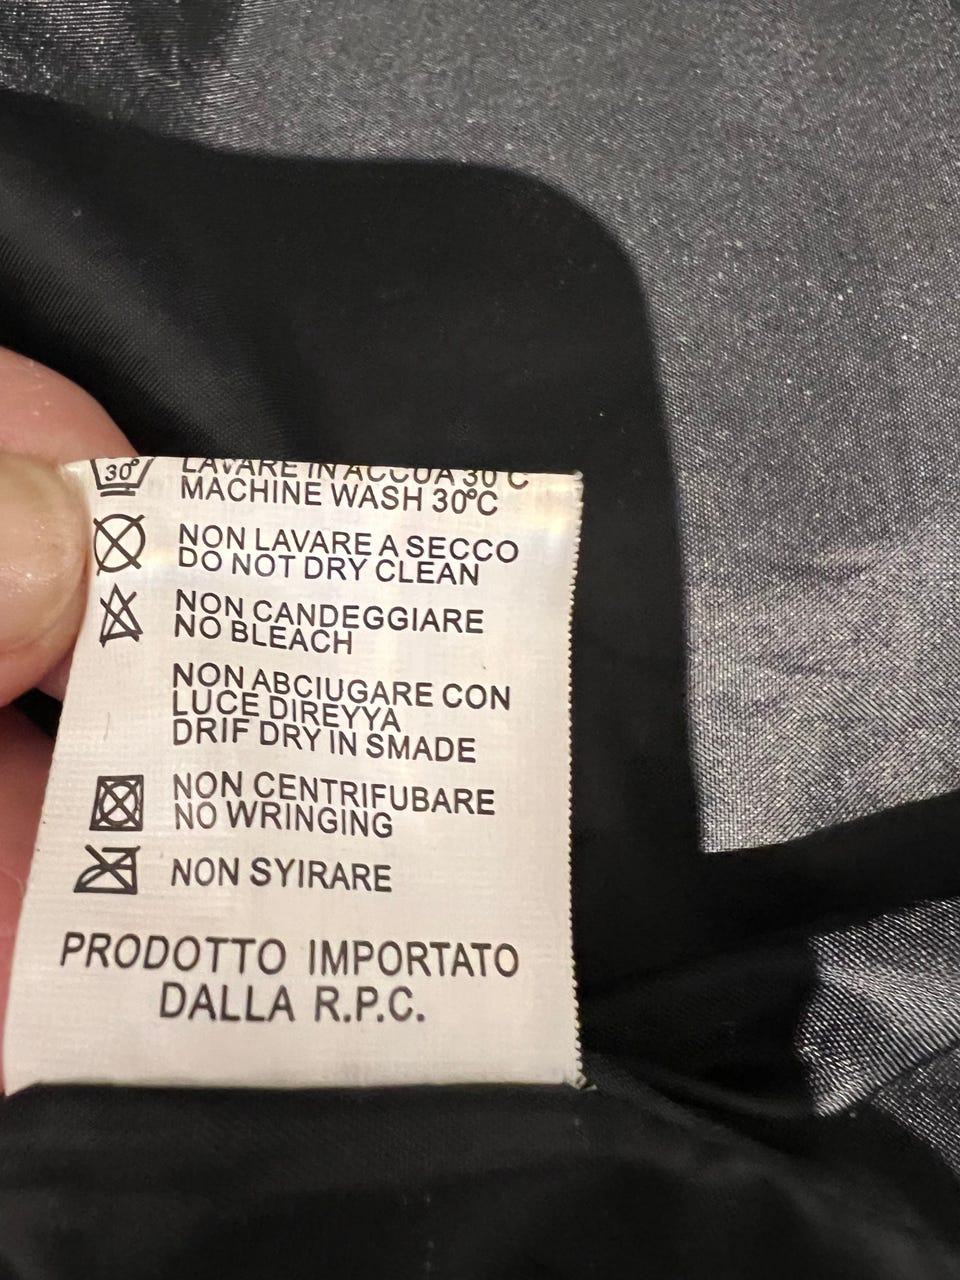 30°
LAVARE IN ACCUA 30°C
MACHINE WASH 30°C
NON LAVARE A SECCO
DO NOT DRY CLEAN
NON CANDEGGIARE
NO BLEACH
NON ABCIUGARE CON
LUCE DIREYYA
DRIF DRY IN SMADE
NON CENTRIFUBARE
NO WRINGING
NON SYIRARE
PRODOTTO IMPORTATO
DALLA R.P.C.